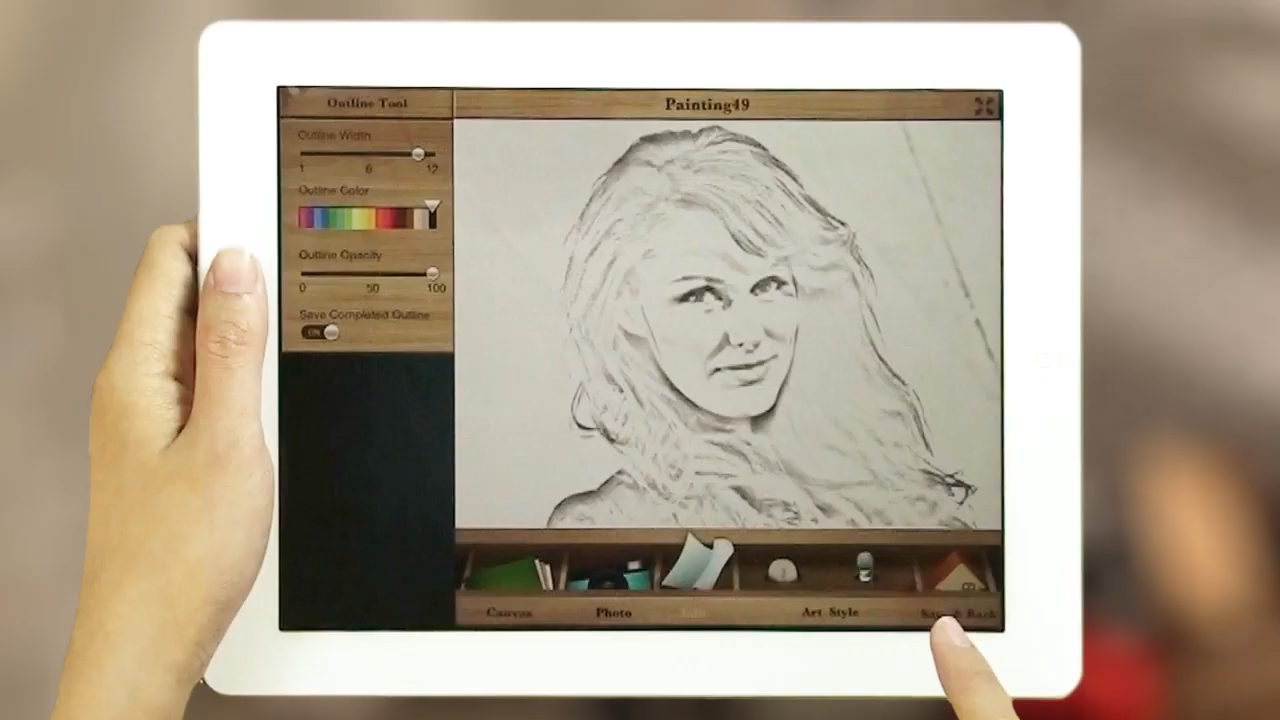 Outline Tool
Painting49
Outline Width
1 6 12
Outline Color
Outline Opacity
0 50 100
Save Completed Outline
ON
Canvas Photo Edit Art Style Save & Back